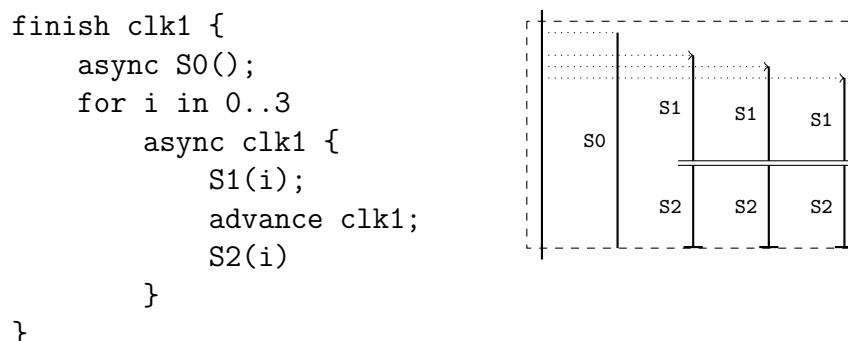 finish clk1 {
    async S0();
    for i in 0..3
        async clk1 {
            S1(i);
            advance clk1;
            S2(i)
        }
}
S1 S1 S1
S0
S2 S2 S2